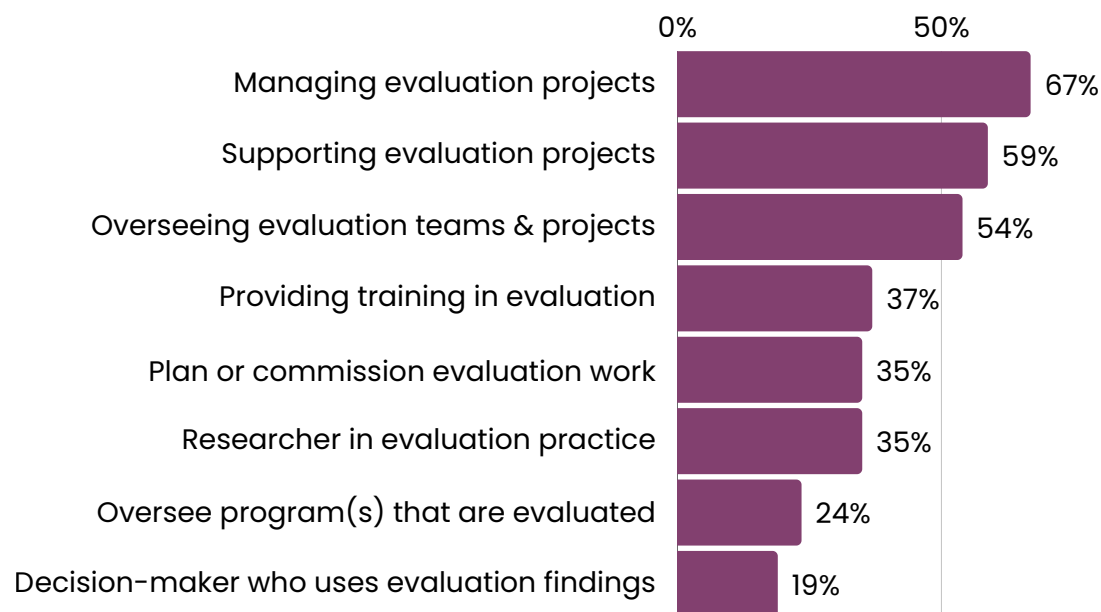 0% 50%
Managing evaluation projects 67%
Supporting evaluation projects 59%
Overseeing evaluation teams & projects 54%
Providing training in evaluation 37%
Plan or commission evaluation work 35%
Researcher in evaluation practice 35%
Oversee program(s) that are evaluated 24%
Decision-maker who uses evaluation findings 19%